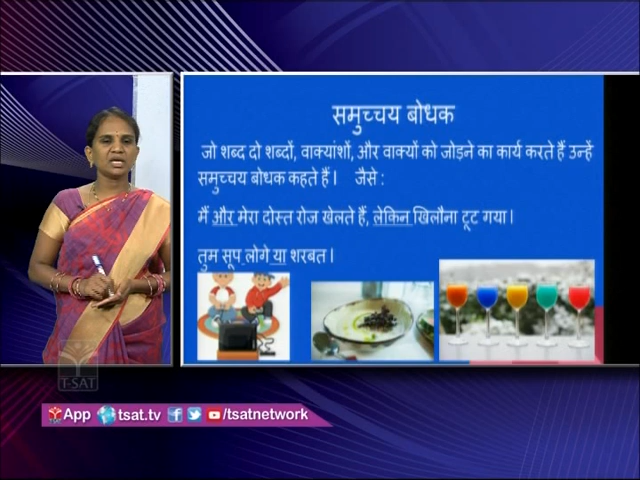 समुच्चय बोधक
जो शब्द दो शब्दों, वाक्यांशों, और वाक्यों को जोड़ने का कार्य करते हैं उन्हें
समुच्चय बोधक कहते हैं । जैसे :
मैं और मेरा दोस्त रोज खेलते हैं, लेकिन खिलौना टूट गया ।
तुम सूप लोगे या शरबत ।
T-SAT
App tsat.tv /tsatnetwork